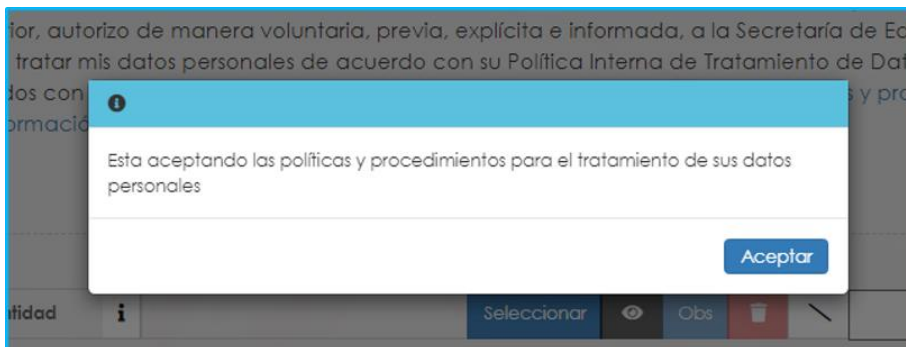 ior, autorizo de manera voluntaria, previa, explícita e informada, a la Secretaría de Ed
tratar mis datos personales de acuerdo con su Política Interna de Tratamiento de Dat
dos con y pro
ormació
Esta aceptando las políticas y procedimientos para el tratamiento de sus datos
personales
Aceptar
ntidad i Seleccionar Obs